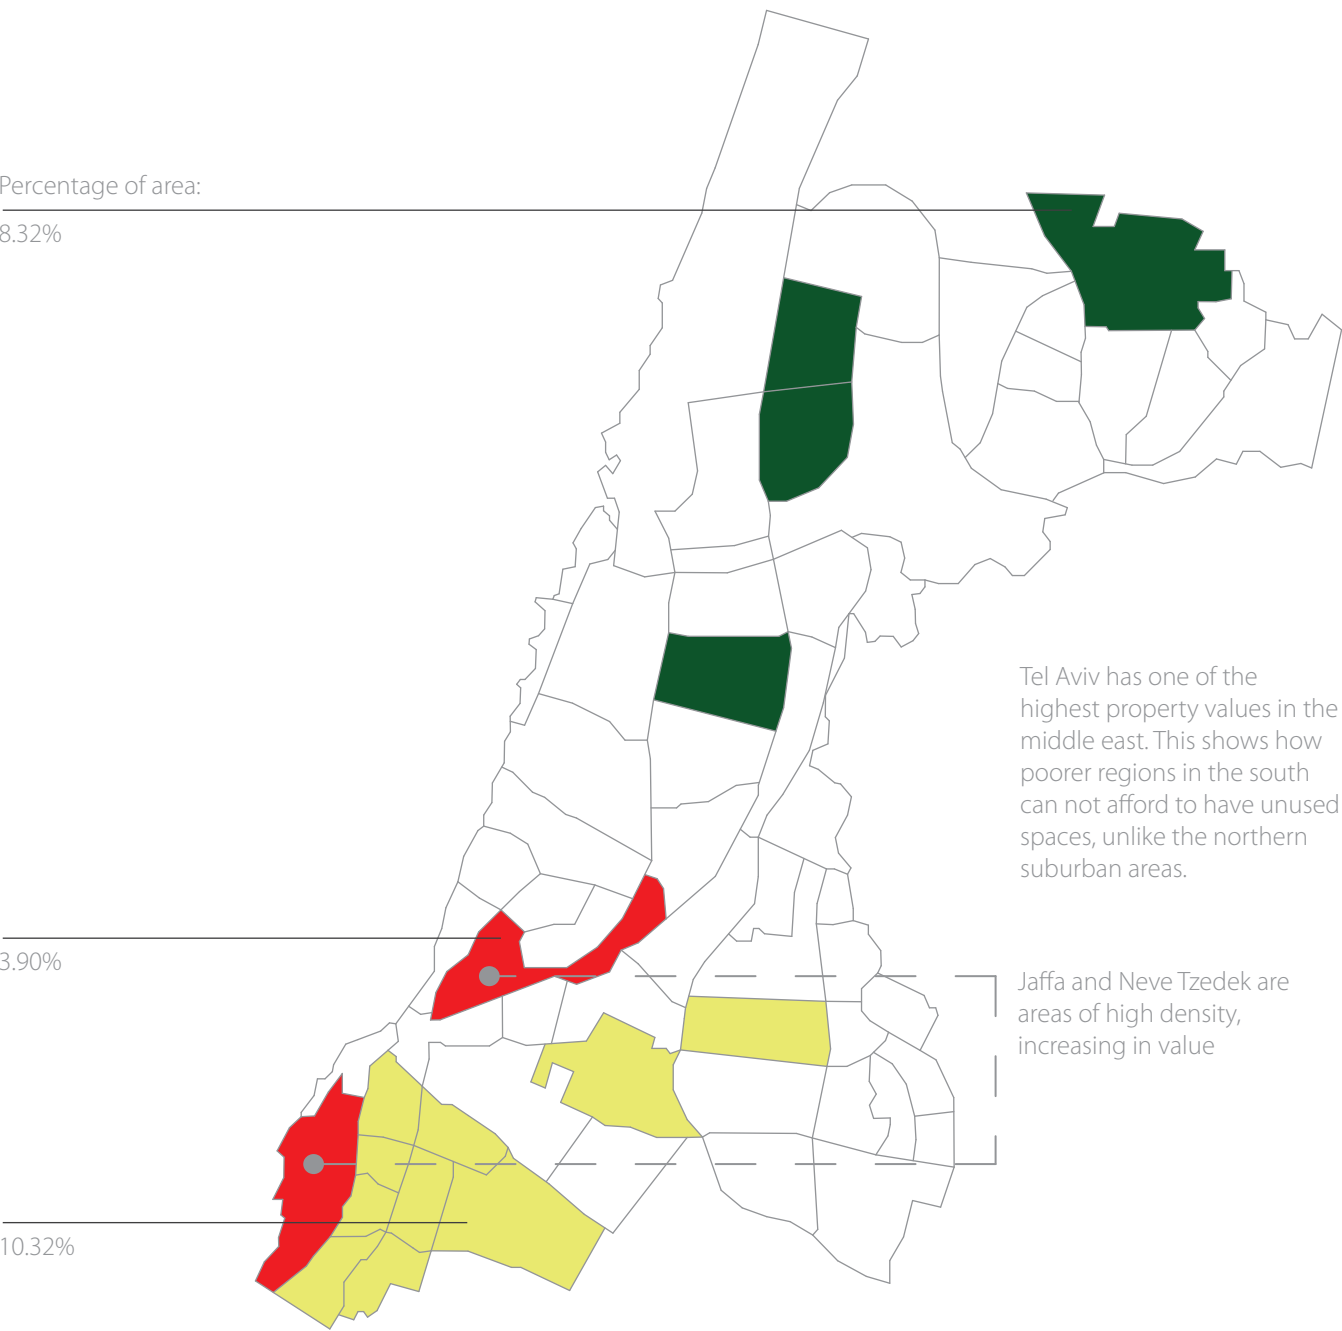 Percentage of area:
8.32%
Tel Aviv has one of the
highest property values in the
middle east. This shows how
poorer regions in the south
can not afford to have unused
spaces, unlike the northern
suburban areas.
3.90%
Jaffa and Neve Tzedek are
areas of high density,
increasing in value
10.32%